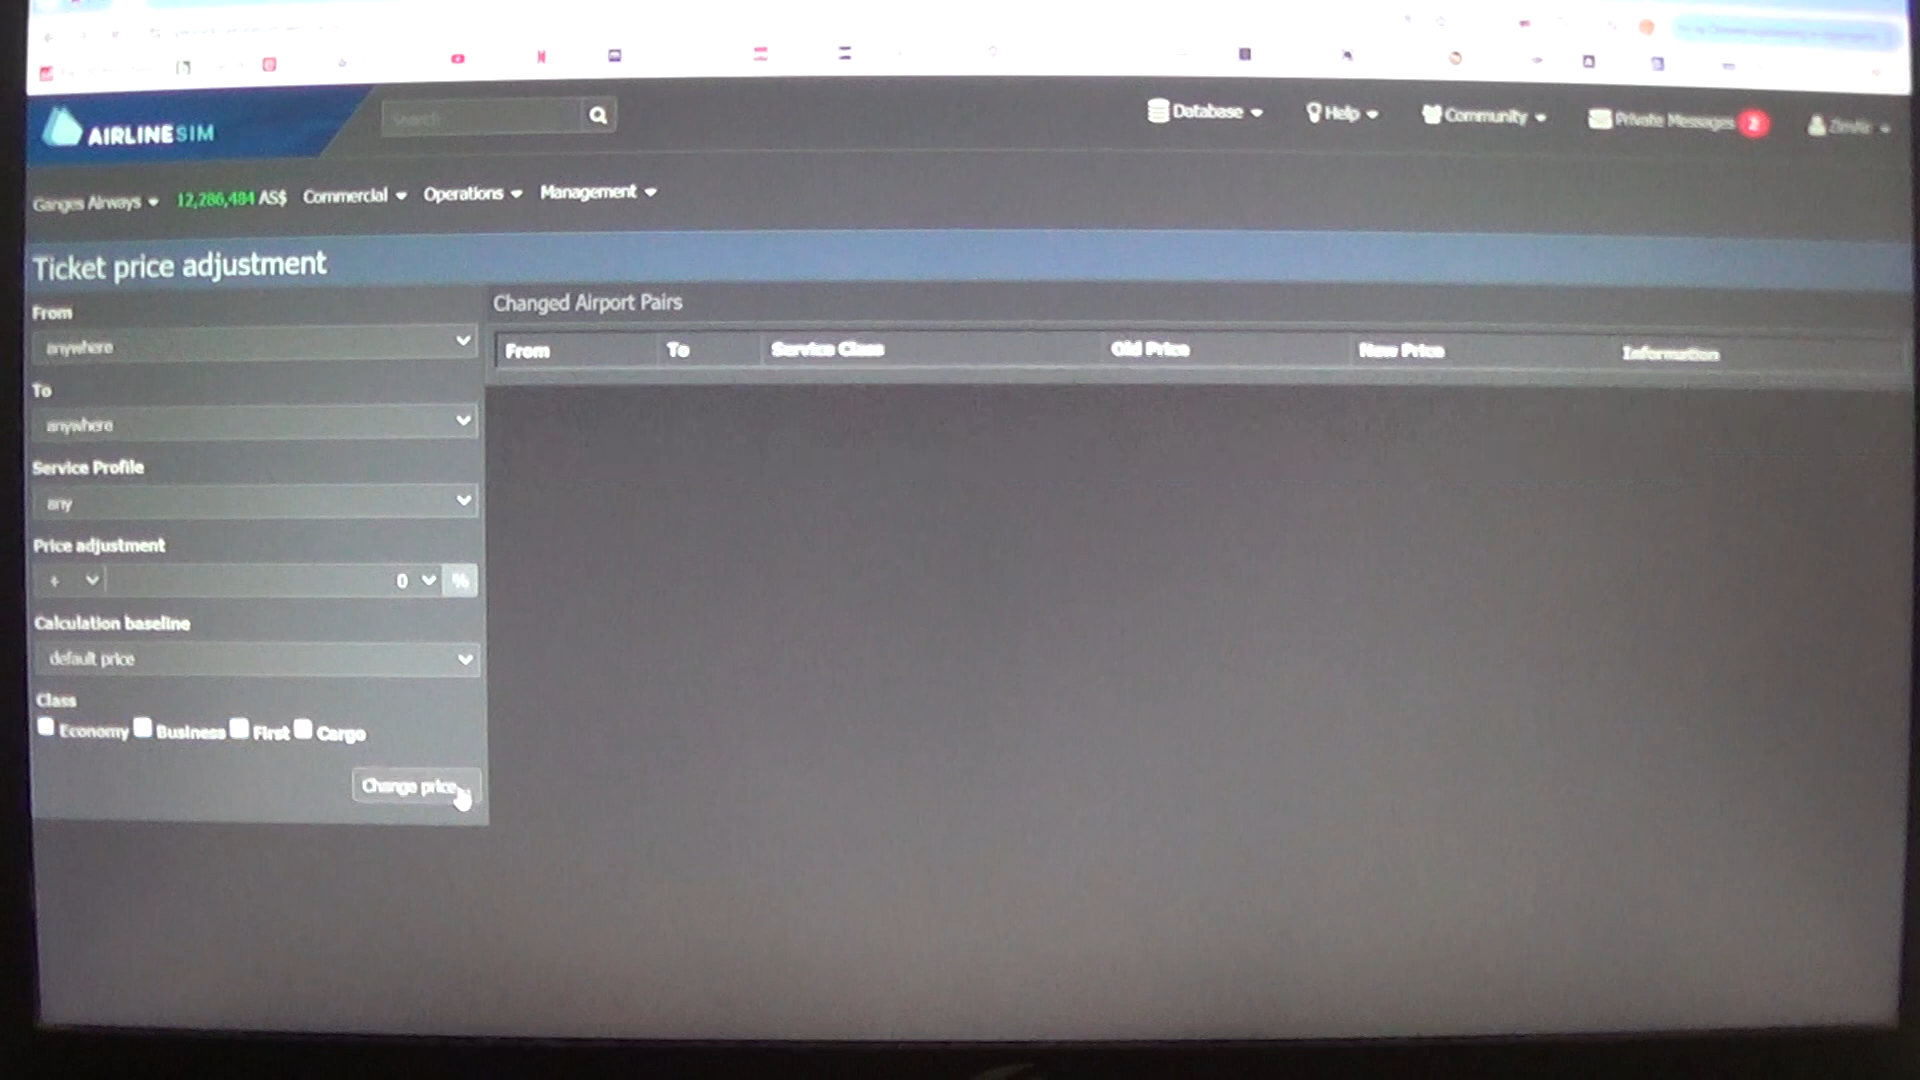 AIRLINESIM
Search
Database
Help
Community
Private Messages 2
Ganges Airways
12,286,484 AS$
Commercial
Operations
Management
Ticket price adjustment
From
anywhere
To
anywhere
Service Profile
any
Price adjustment
+ 0 %
Calculation baseline
default price
Class
Economy Business First Cargo
Change price
Changed Airport Pairs
From To Service Class Old Price New Price Information